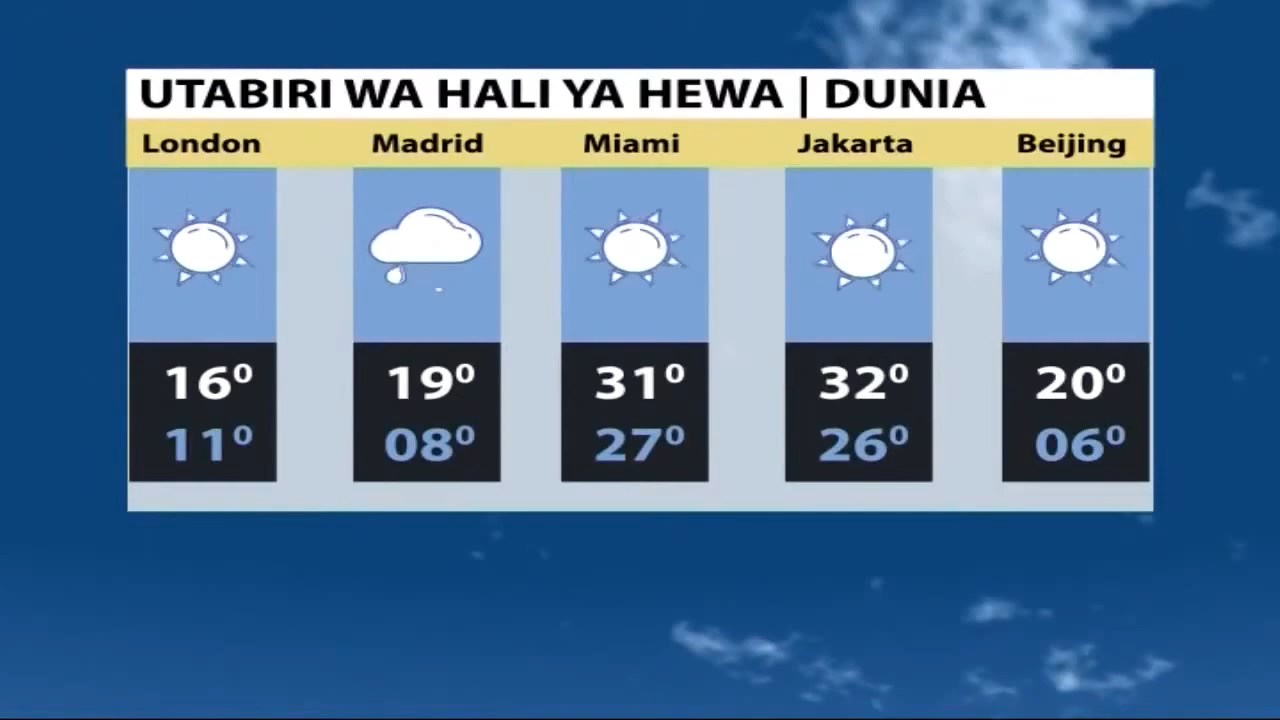 UTABIRI WA HALI YA HEWA | DUNIA
London Madrid Miami Jakarta Beijing
16⁰ 19⁰ 31⁰ 32⁰ 20⁰
11⁰ 08⁰ 27⁰ 26⁰ 06⁰